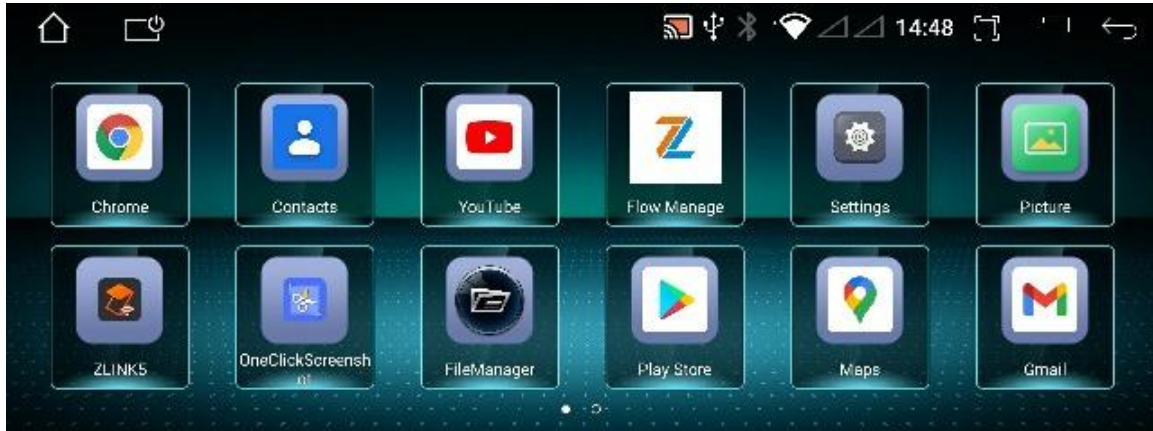 14:48
Chrome
Contacts
YouTube
Flow Manage
Settings
Picture
ZLINK5
OneClickScreensh
ot
FileManager
Play Store
Maps
Gmail